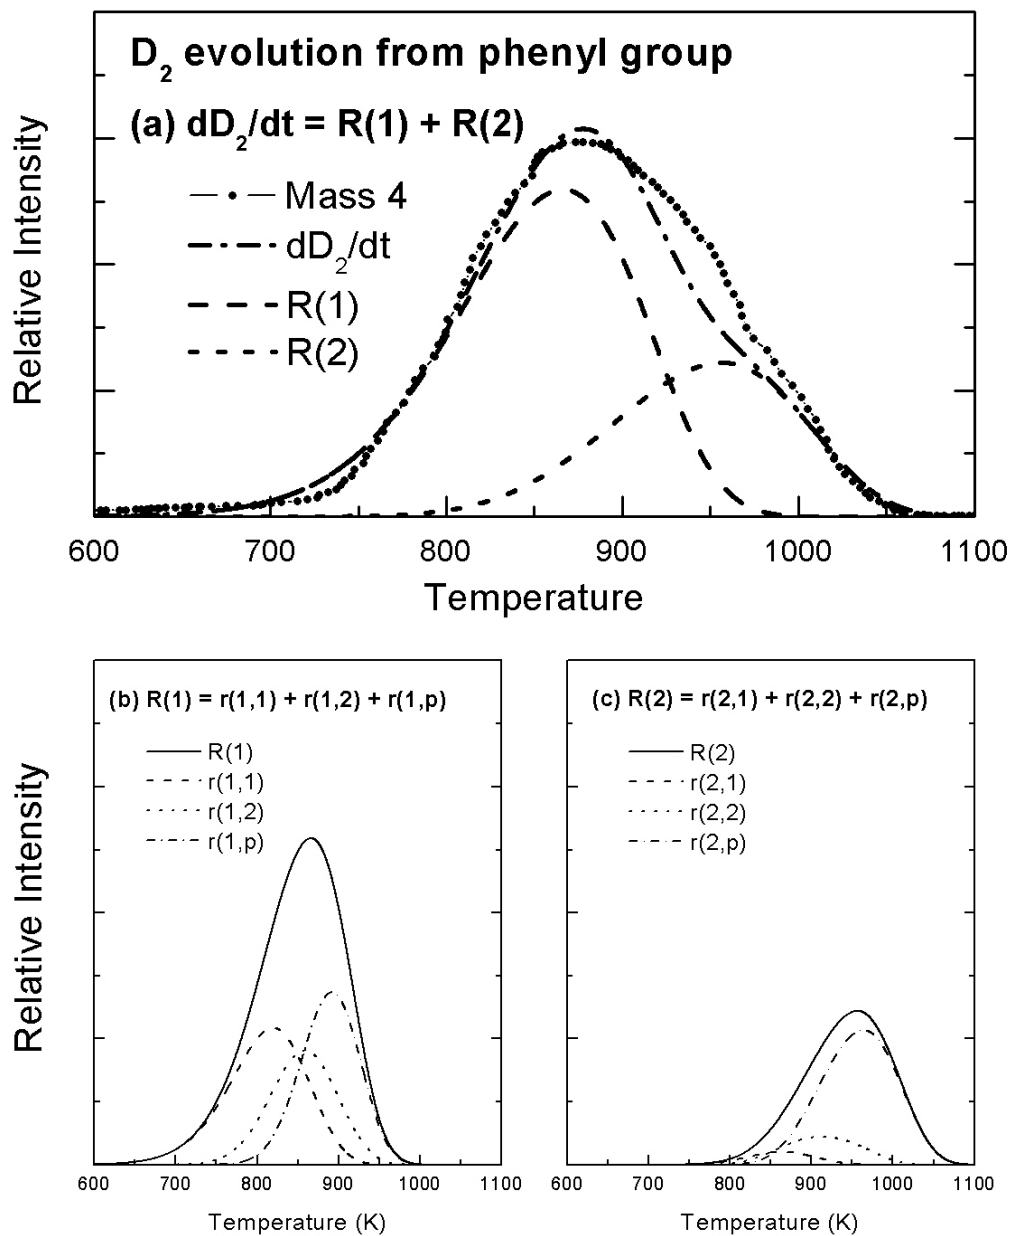 D₂ evolution from phenyl group
(a) dD₂/dt = R(1) + R(2)
Mass 4
dD₂/dt
R(1)
R(2)
Relative Intensity
600 700 800 900 1000 1100
Temperature
(b) R(1) = r(1,1) + r(1,2) + r(1,p)
R(1)
r(1,1)
r(1,2)
r(1,p)
Relative Intensity
600 700 800 900 1000 1100
Temperature (K)
(c) R(2) = r(2,1) + r(2,2) + r(2,p)
R(2)
r(2,1)
r(2,2)
r(2,p)
600 700 800 900 1000 1100
Temperature (K)